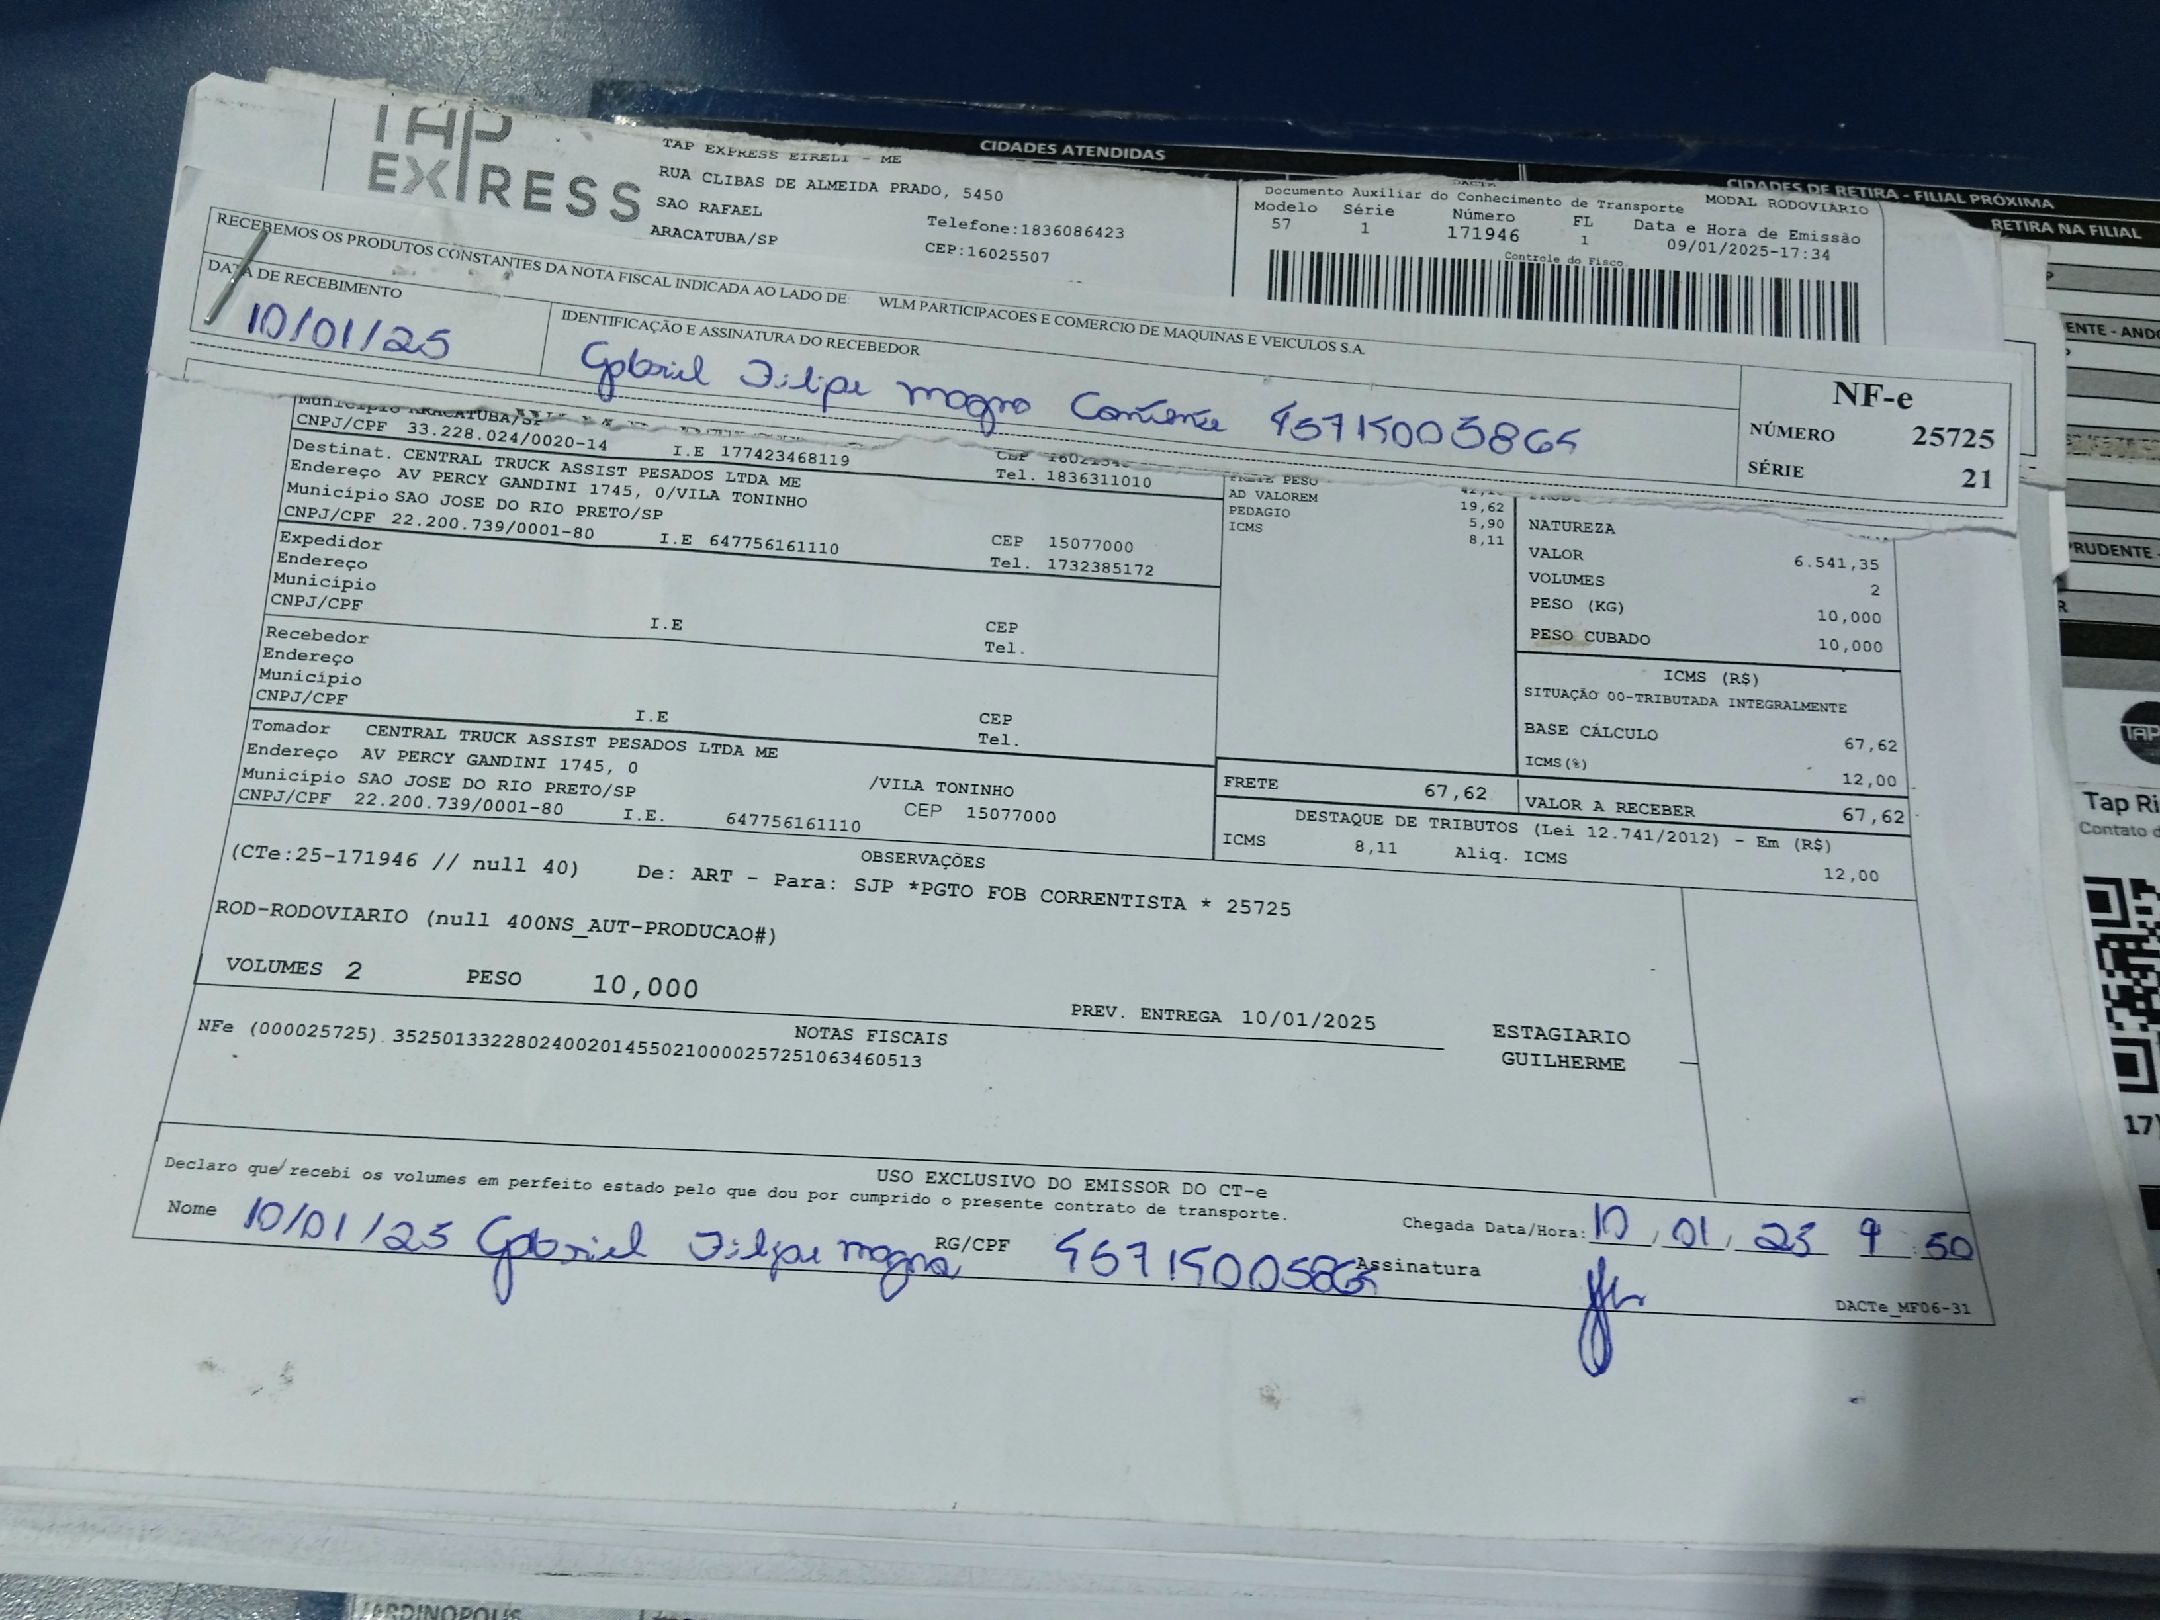 CIDADES ATENDIDAS
CIDADES DE RETIRA - FILIAL PRÓXIMA
RETIRA NA FILIAL
TAP
EXPRESS
TAP EXPRESS EIRELI - ME
RUA CLIBAS DE ALMEIDA PRADO, 5450
SAO RAFAEL
ARACATUBA/SP
Telefone:1836086423
CEP:16025507
Documento Auxiliar do Conhecimento de Transporte
MODAL RODOVIARIO
Modelo Série Número FL Data e Hora de Emissão
57 1 171946 1 09/01/2025-17:34
Controle do Fisco
RECEBEMOS OS PRODUTOS CONSTANTES DA NOTA FISCAL INDICADA AO LADO DE: WLM PARTICIPACOES E COMERCIO DE MAQUINAS E VEICULOS S.A.
DATA DE RECEBIMENTO
10/01/25
IDENTIFICAÇÃO E ASSINATURA DO RECEBEDOR
Gabriel Filipe Magno
NF-e
NÚMERO 25725
SÉRIE 21
Município ARACATUBA/SP
CNPJ/CPF 33.228.024/0020-14 I.E 177423468119 Tel. 1836311010
Destinat. CENTRAL TRUCK ASSIST PESADOS LTDA ME
Endereço AV PERCY GANDINI 1745, 0/VILA TONINHO
Município SAO JOSE DO RIO PRETO/SP CEP 15077000
CNPJ/CPF 22.200.739/0001-80 I.E 647756161110 Tel. 1732385172
Expedidor
Endereço
Município CEP
CNPJ/CPF I.E Tel.
Recebedor
Endereço
Município CEP
CNPJ/CPF I.E Tel.
Tomador CENTRAL TRUCK ASSIST PESADOS LTDA ME
Endereço AV PERCY GANDINI 1745, 0 /VILA TONINHO
Município SAO JOSE DO RIO PRETO/SP CEP 15077000
CNPJ/CPF 22.200.739/0001-80 I.E. 647756161110
FRETE PESO
AD VALOREM 19,62
PEDAGIO 5,90
ICMS 8,11
NATUREZA
VALOR 6.541,35
VOLUMES 2
PESO (KG) 10,000
PESO CUBADO 10,000
ICMS (R$)
SITUAÇÃO 00-TRIBUTADA INTEGRALMENTE
BASE CÁLCULO 67,62
ICMS(%) 12,00
FRETE 67,62 VALOR A RECEBER 67,62
DESTAQUE DE TRIBUTOS (Lei 12.741/2012) - Em (R$)
ICMS 8,11 Aliq. ICMS 12,00
OBSERVAÇÕES
(CTe:25-171946 // null 40) De: ART - Para: SJP *PGTO FOB CORRENTISTA * 25725
ROD-RODOVIARIO (null 400NS_AUT-PRODUCAO#)
VOLUMES 2 PESO 10,000 PREV. ENTREGA 10/01/2025
ESTAGIARIO
GUILHERME
NOTAS FISCAIS
NFe (000025725) 35250133228024002014550210000257251063460513
USO EXCLUSIVO DO EMISSOR DO CT-e
Declaro que recebi os volumes em perfeito estado pelo que dou por cumprido o presente contrato de transporte.
Nome 10/01/25 Gabriel Filipe Magno RG/CPF
Chegada Data/Hora: 10, 01, 25 9:50
Assinatura
DACTe_MF06-31
Tap Ri
JARDINOPOLIS